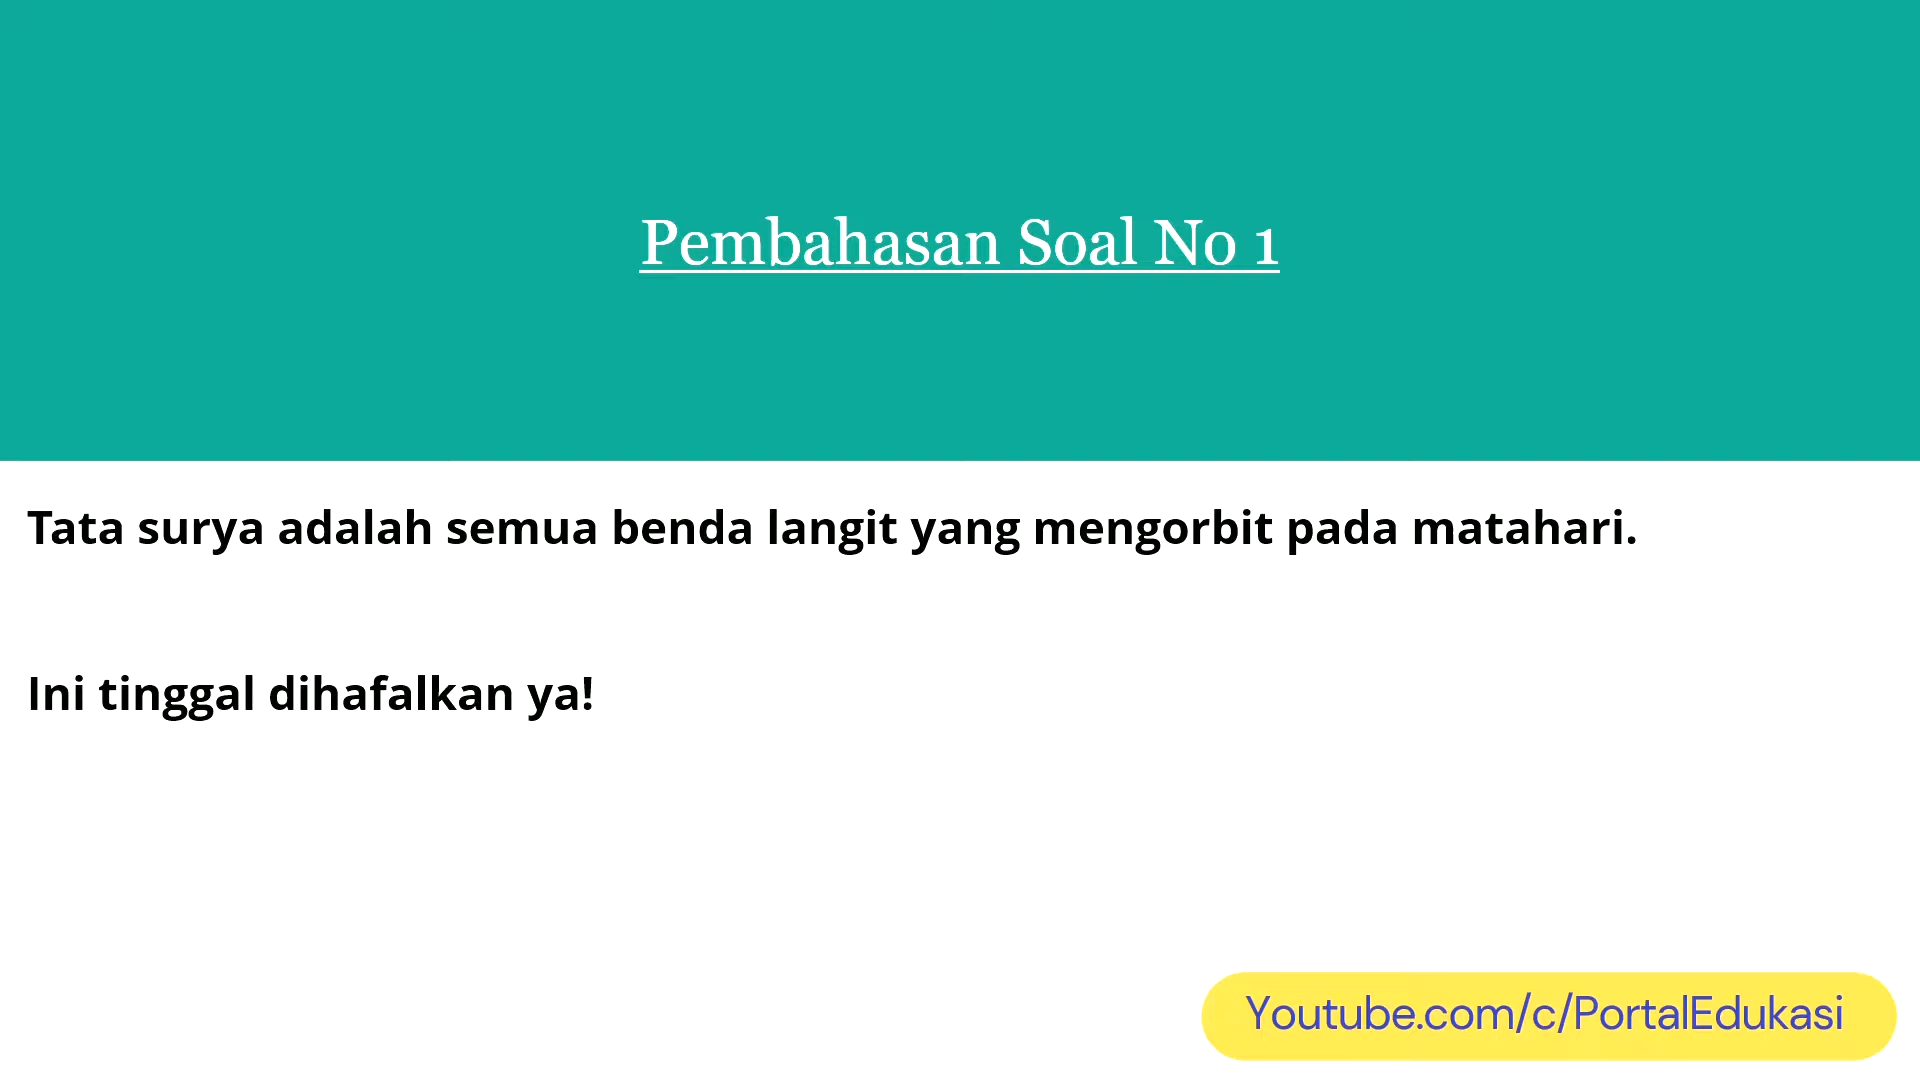 Pembahasan Soal No 1
Tata surya adalah semua benda langit yang mengorbit pada matahari.
Ini tinggal dihafalkan ya!
Youtube.com/c/PortalEdukasi